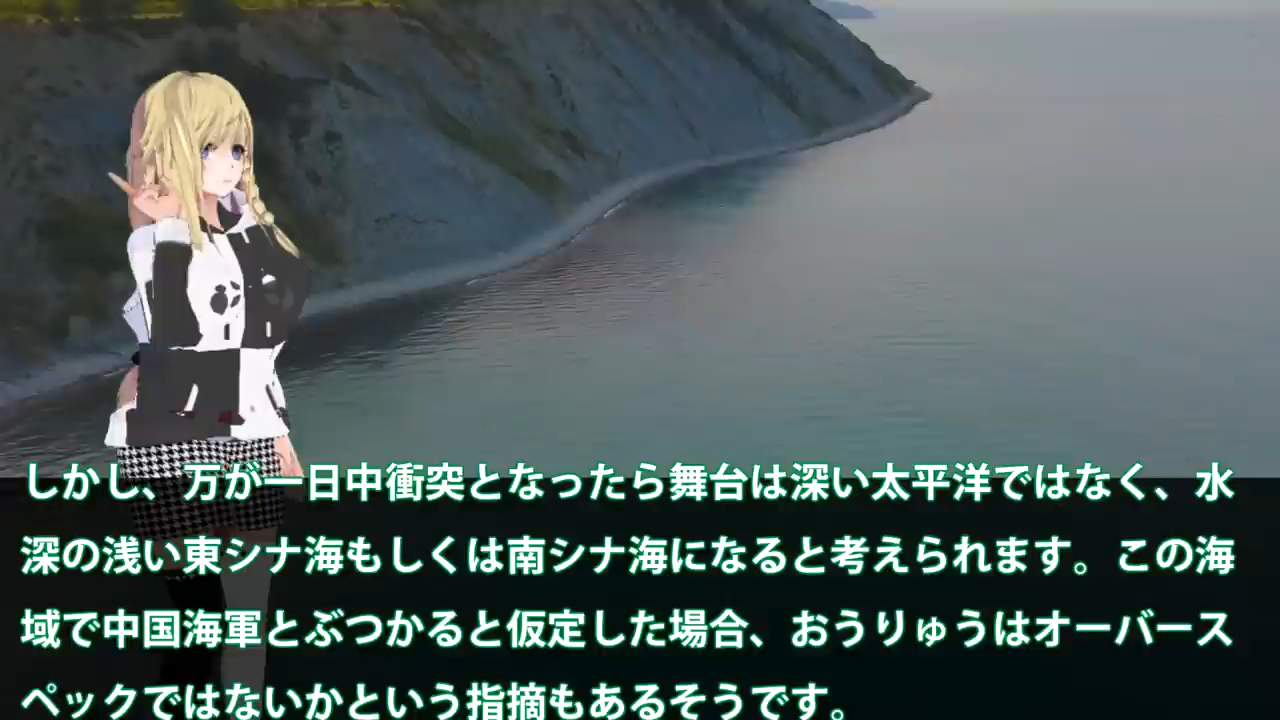 しかし、万が一日中衝突となったら舞台は深い太平洋ではなく、水
深の浅い東シナ海もしくは南シナ海になると考えられます。この海
域で中国海軍とぶつかると仮定した場合、おうりゅうはオーバース
ペックではないかという指摘もあるそうです。